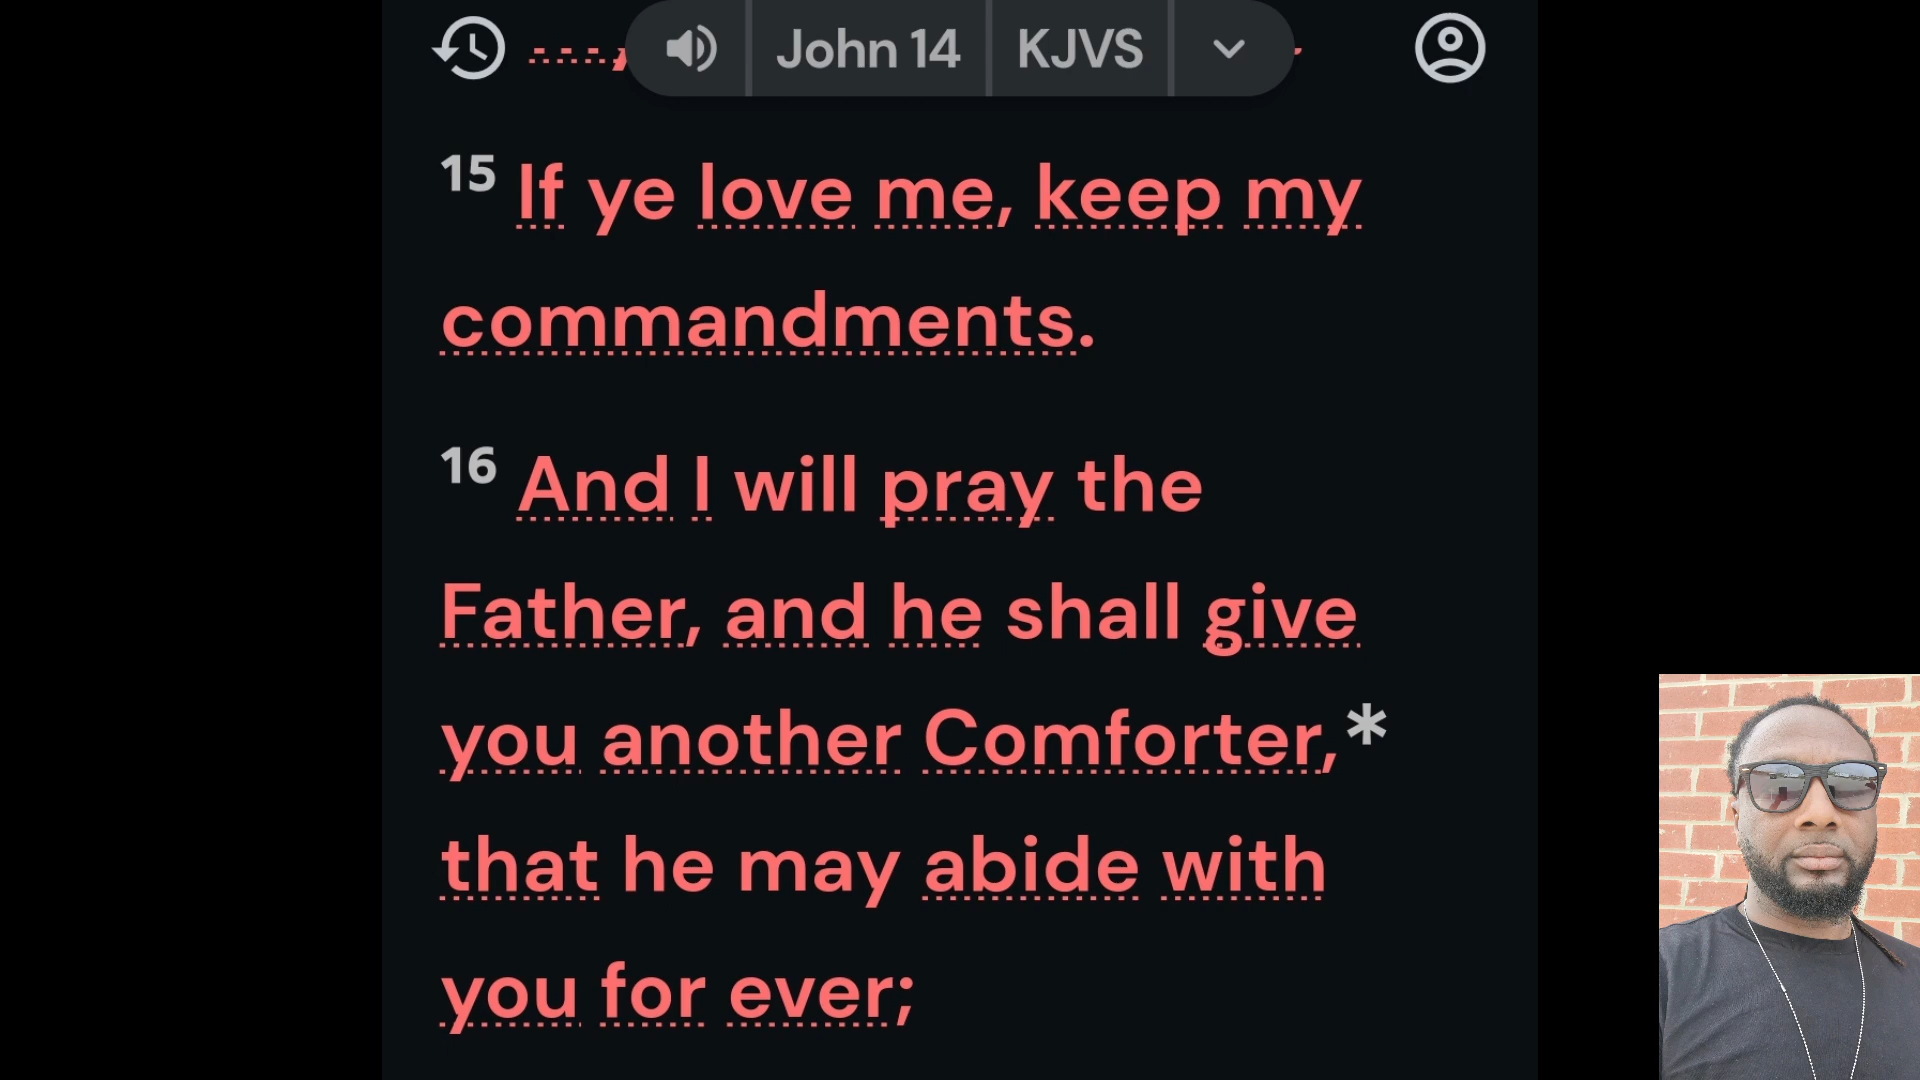 John 14 KJVS
15 If ye love me, keep my
commandments.
16 And I will pray the
Father, and he shall give
you another Comforter,*
that he may abide with
you for ever;